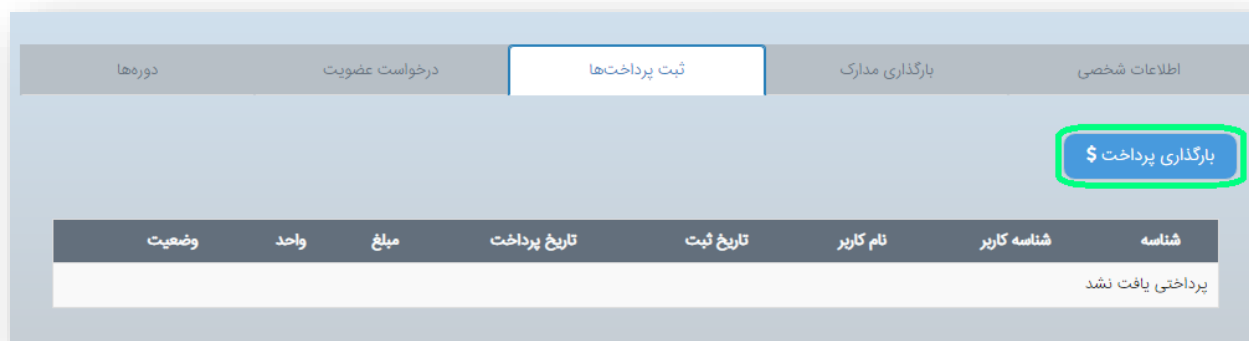 اطلاعات شخصی بارگذاری مدارک ثبت پرداخت‌ها درخواست عضویت دوره‌ها
بارگذاری پرداخت $
شناسه شناسه کاربر نام کاربر تاریخ ثبت تاریخ پرداخت مبلغ واحد وضعیت
پرداختی یافت نشد